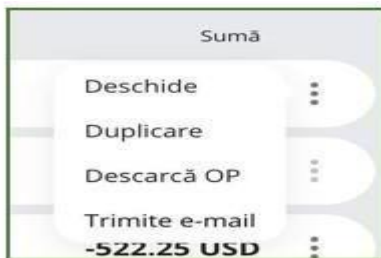 Sumă
Deschide
Duplicare
Descarcă OP
Trimite e-mail
-522.25 USD